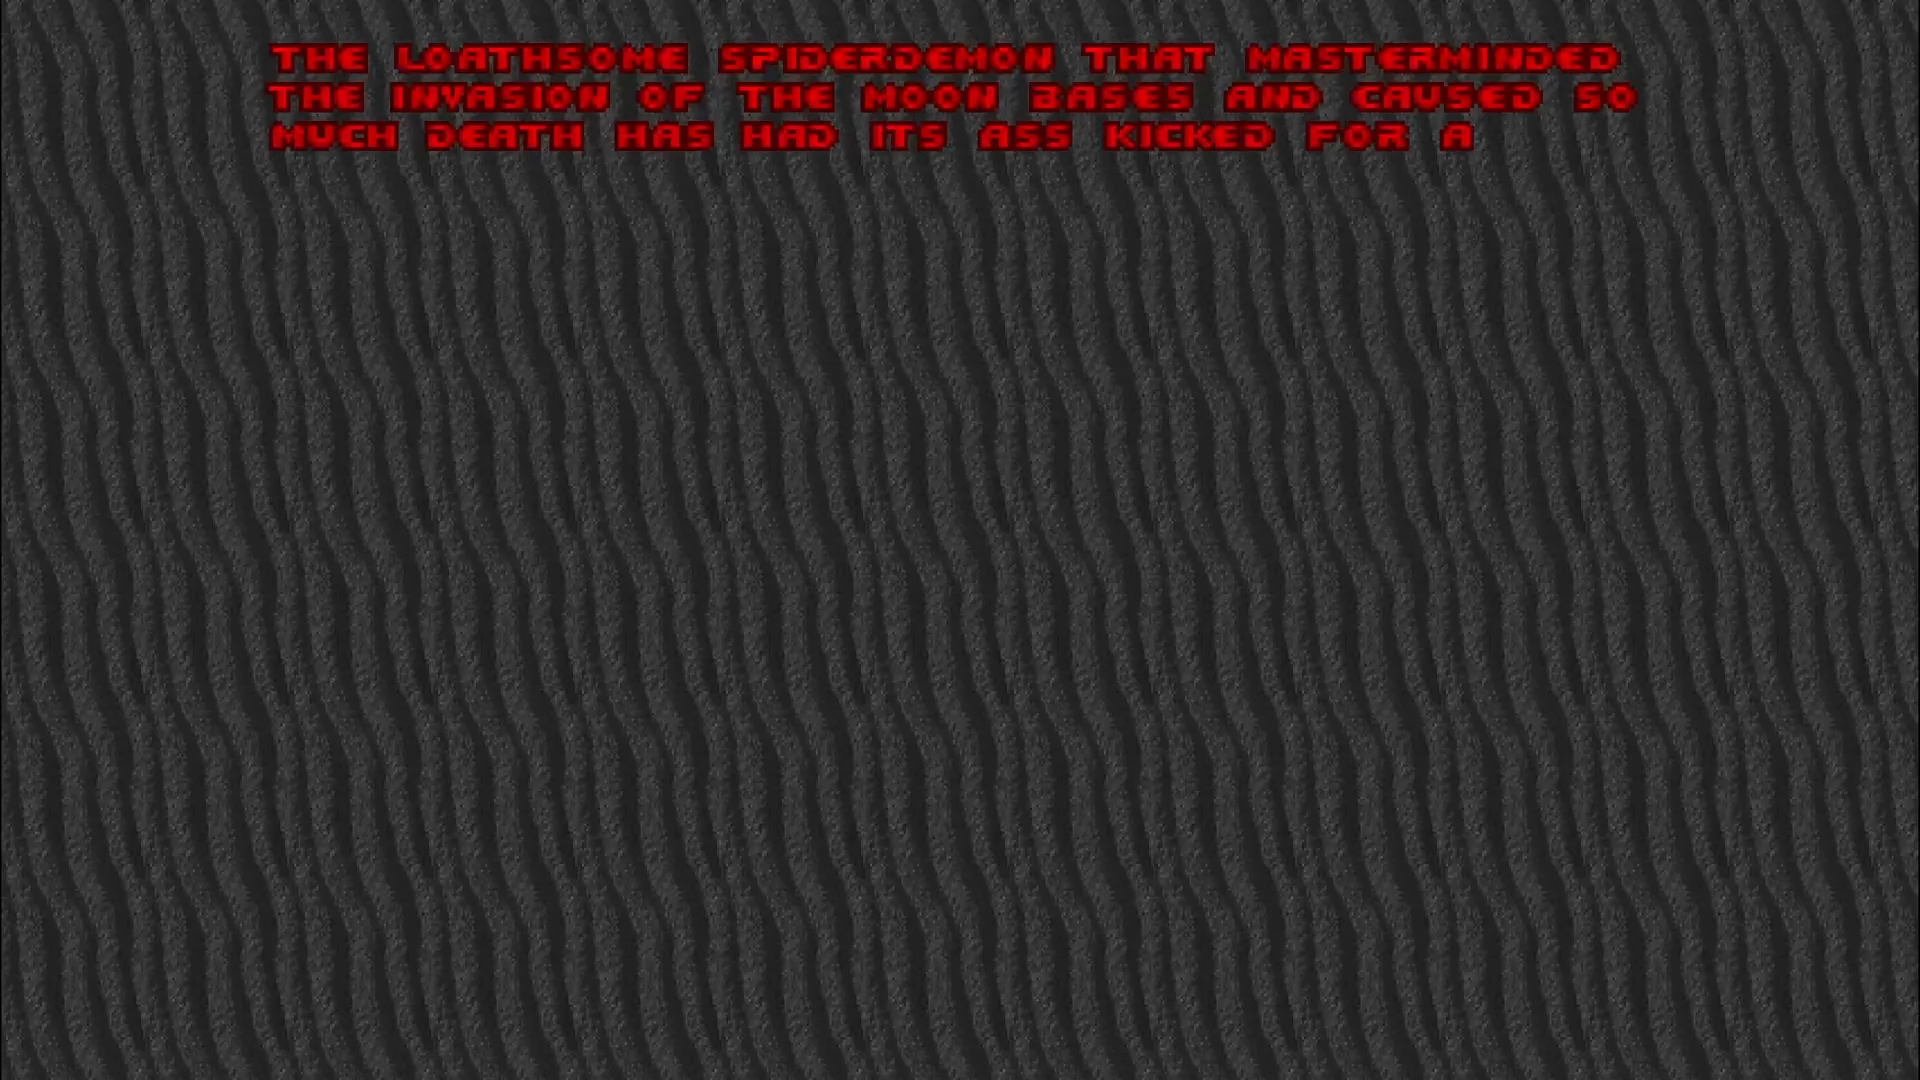 THE LOATHSOME SPIDERDEMON THAT MASTERMINDED
THE INVASION OF THE MOON BASES AND CAUSED SO
MUCH DEATH HAS HAD ITS ASS KICKED FOR A